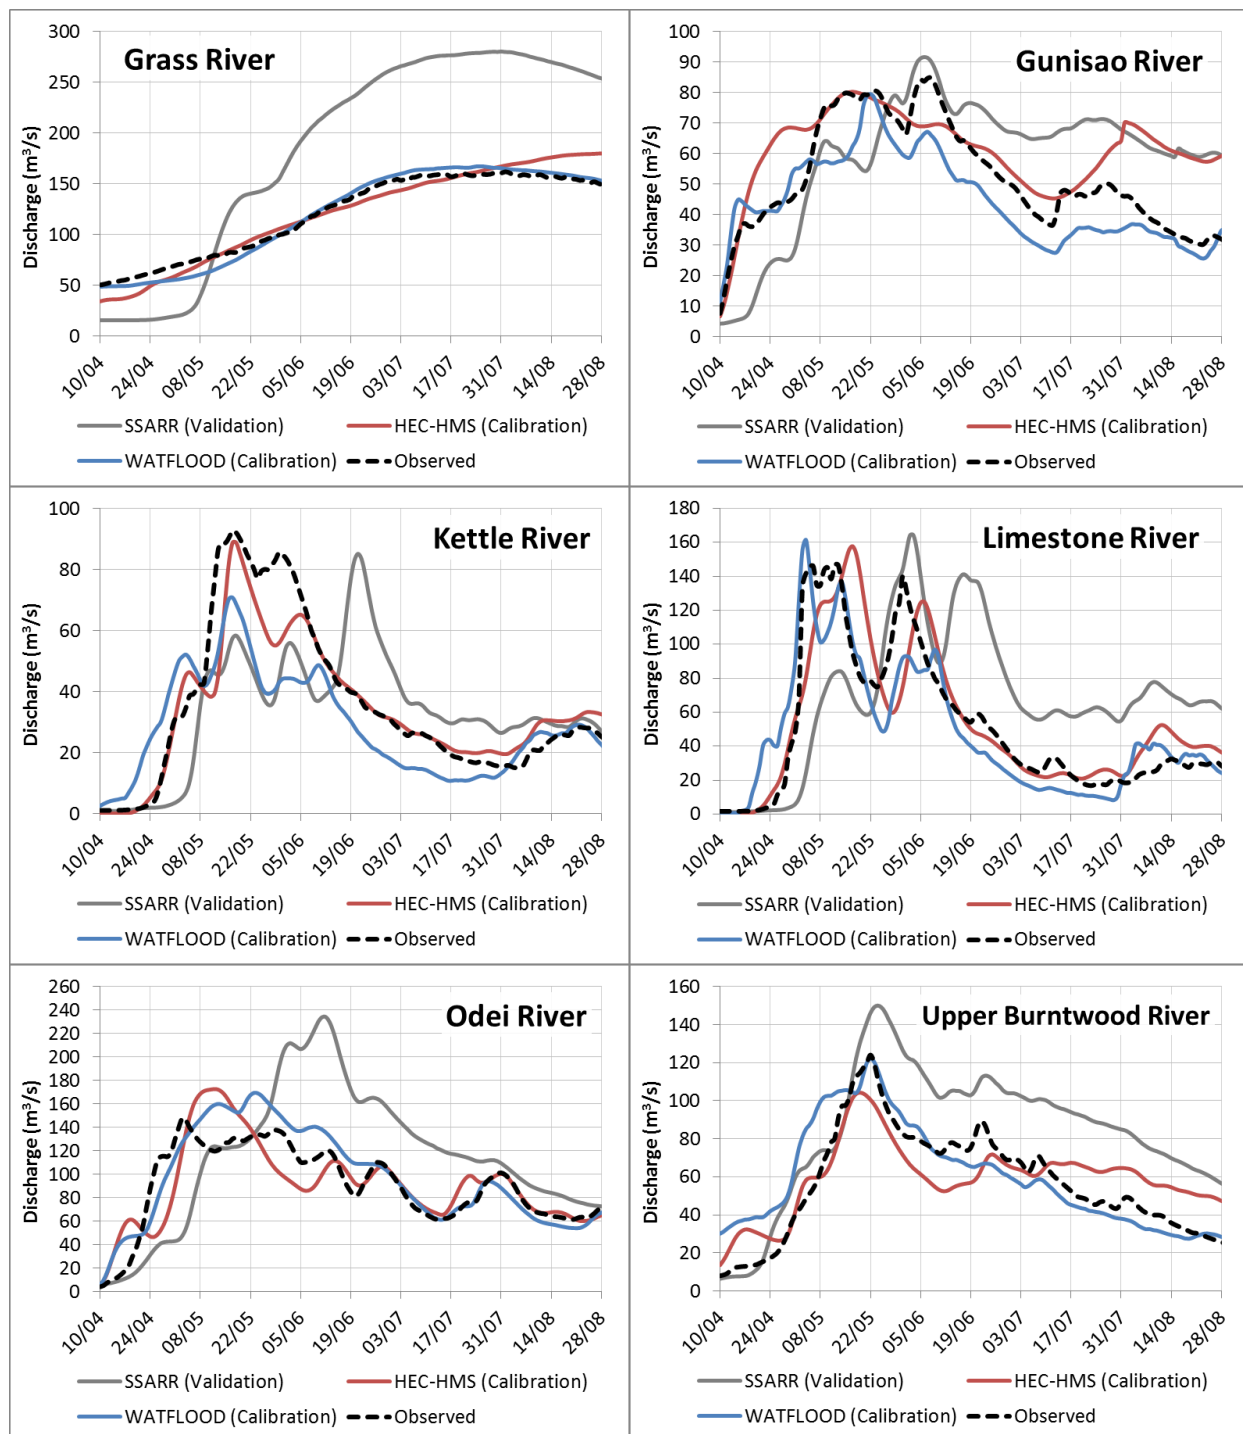 Grass River
Discharge (m³/s)
300
250
200
150
100
50
0
10/04 24/04 08/05 22/05 05/06 19/06 03/07 17/07 31/07 14/08 28/08
SSARR (Validation) HEC-HMS (Calibration)
WATFLOOD (Calibration) Observed
Gunisao River
Discharge (m³/s)
100
90
80
70
60
50
40
30
20
10
0
10/04 24/04 08/05 22/05 05/06 19/06 03/07 17/07 31/07 14/08 28/08
SSARR (Validation) HEC-HMS (Calibration)
WATFLOOD (Calibration) Observed
Kettle River
Discharge (m³/s)
100
80
60
40
20
0
10/04 24/04 08/05 22/05 05/06 19/06 03/07 17/07 31/07 14/08 28/08
SSARR (Validation) HEC-HMS (Calibration)
WATFLOOD (Calibration) Observed
Limestone River
Discharge (m³/s)
180
160
140
120
100
80
60
40
20
0
10/04 24/04 08/05 22/05 05/06 19/06 03/07 17/07 31/07 14/08 28/08
SSARR (Validation) HEC-HMS (Calibration)
WATFLOOD (Calibration) Observed
Odei River
Discharge (m³/s)
260
240
220
200
180
160
140
120
100
80
60
40
20
0
10/04 24/04 08/05 22/05 05/06 19/06 03/07 17/07 31/07 14/08 28/08
SSARR (Validation) HEC-HMS (Calibration)
WATFLOOD (Calibration) Observed
Upper Burntwood River
Discharge (m³/s)
160
140
120
100
80
60
40
20
0
10/04 24/04 08/05 22/05 05/06 19/06 03/07 17/07 31/07 14/08 28/08
SSARR (Validation) HEC-HMS (Calibration)
WATFLOOD (Calibration) Observed